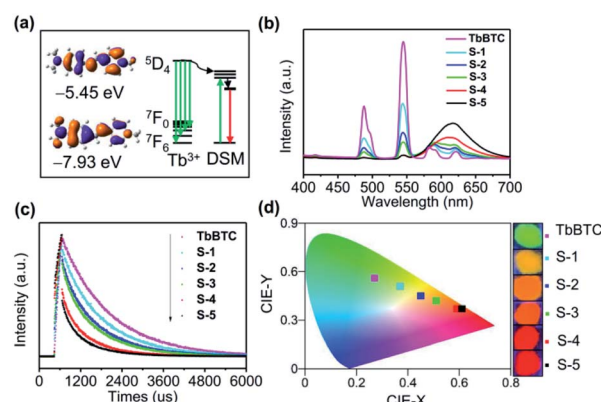 (a)
−5.45 eV
−7.93 eV
⁵D₄
⁷F₀
⁷F₆
Tb³⁺ DSM
(b)
Intensity (a.u.)
TbBTC
S-1
S-2
S-3
S-4
S-5
400 450 500 550 600 650 700
Wavelength (nm)
(c)
Intensity (a.u.)
TbBTC
S-1
S-2
S-3
S-4
S-5
0 1200 2400 3600 4800 6000
Times (us)
(d)
CIE-Y
0.9
0.6
0.3
0.0 0.2 0.4 0.6 0.8
CIE-X
TbBTC
S-1
S-2
S-3
S-4
S-5